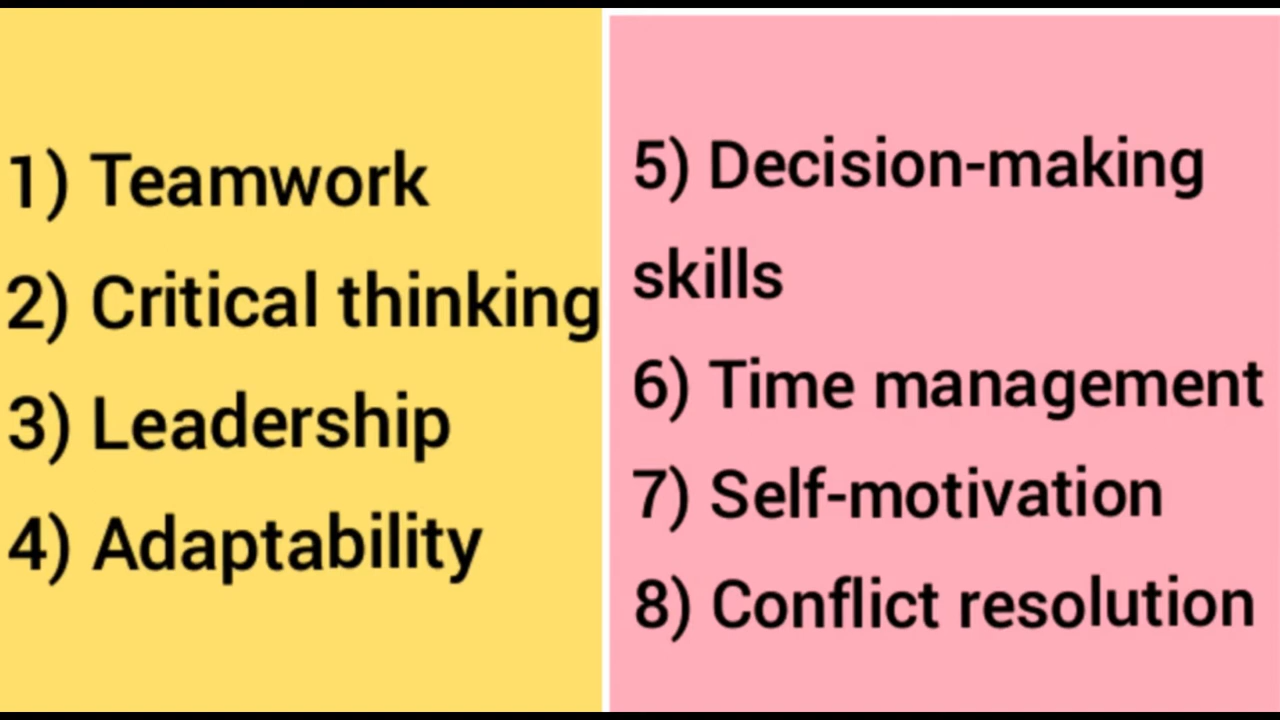 1) Teamwork
2) Critical thinking
3) Leadership
4) Adaptability
5) Decision-making
skills
6) Time management
7) Self-motivation
8) Conflict resolution